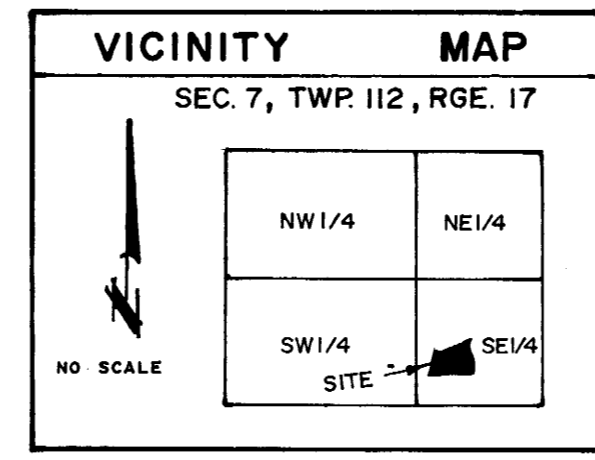 VICINITY MAP
SEC. 7, TWP. 112, RGE. 17
NW1/4 NE1/4
N
SW1/4 SE1/4
NO SCALE
SITE